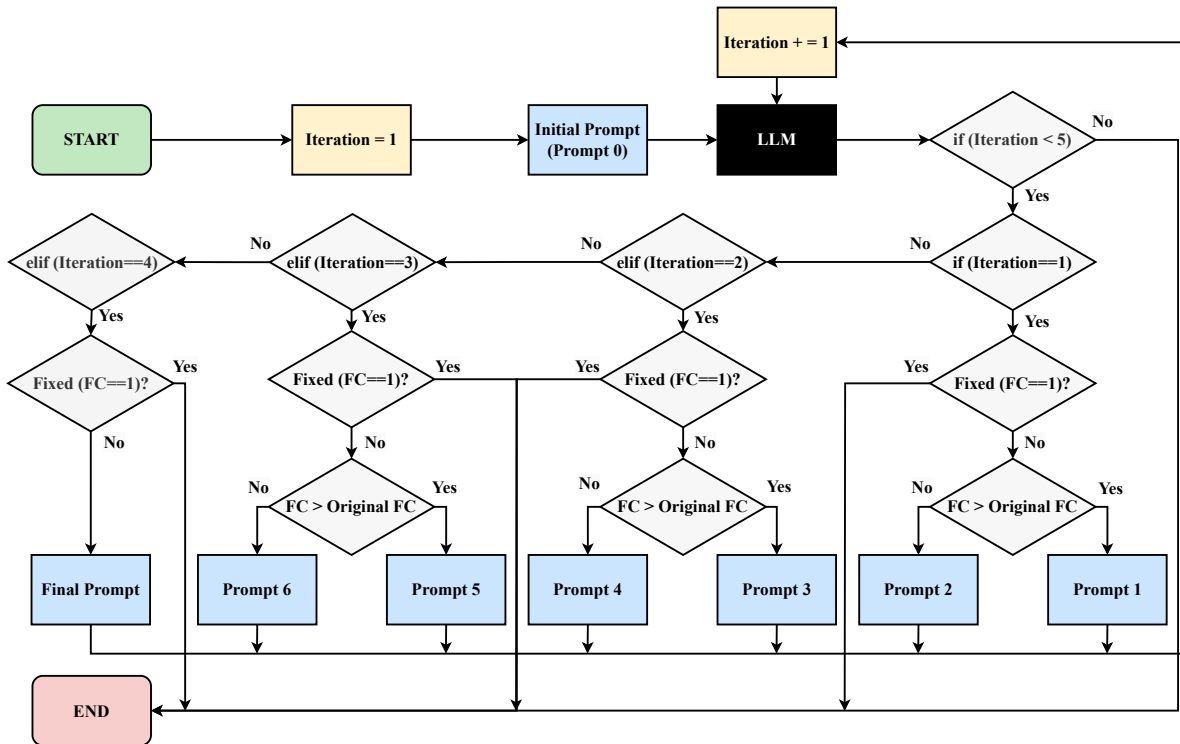 Iteration + = 1
START
Iteration = 1
Initial Prompt
(Prompt 0)
LLM
if (Iteration < 5)
No
Yes
elif (Iteration==4)
No
elif (Iteration==3)
No
elif (Iteration==2)
No
if (Iteration==1)
Yes
Yes
Yes
Yes
Fixed (FC==1)?
Yes
Fixed (FC==1)?
Yes
Yes
Fixed (FC==1)?
Yes
Fixed (FC==1)?
No
No
No
No
No
FC > Original FC
Yes
No
FC > Original FC
Yes
No
FC > Original FC
Yes
Final Prompt
Prompt 6
Prompt 5
Prompt 4
Prompt 3
Prompt 2
Prompt 1
END